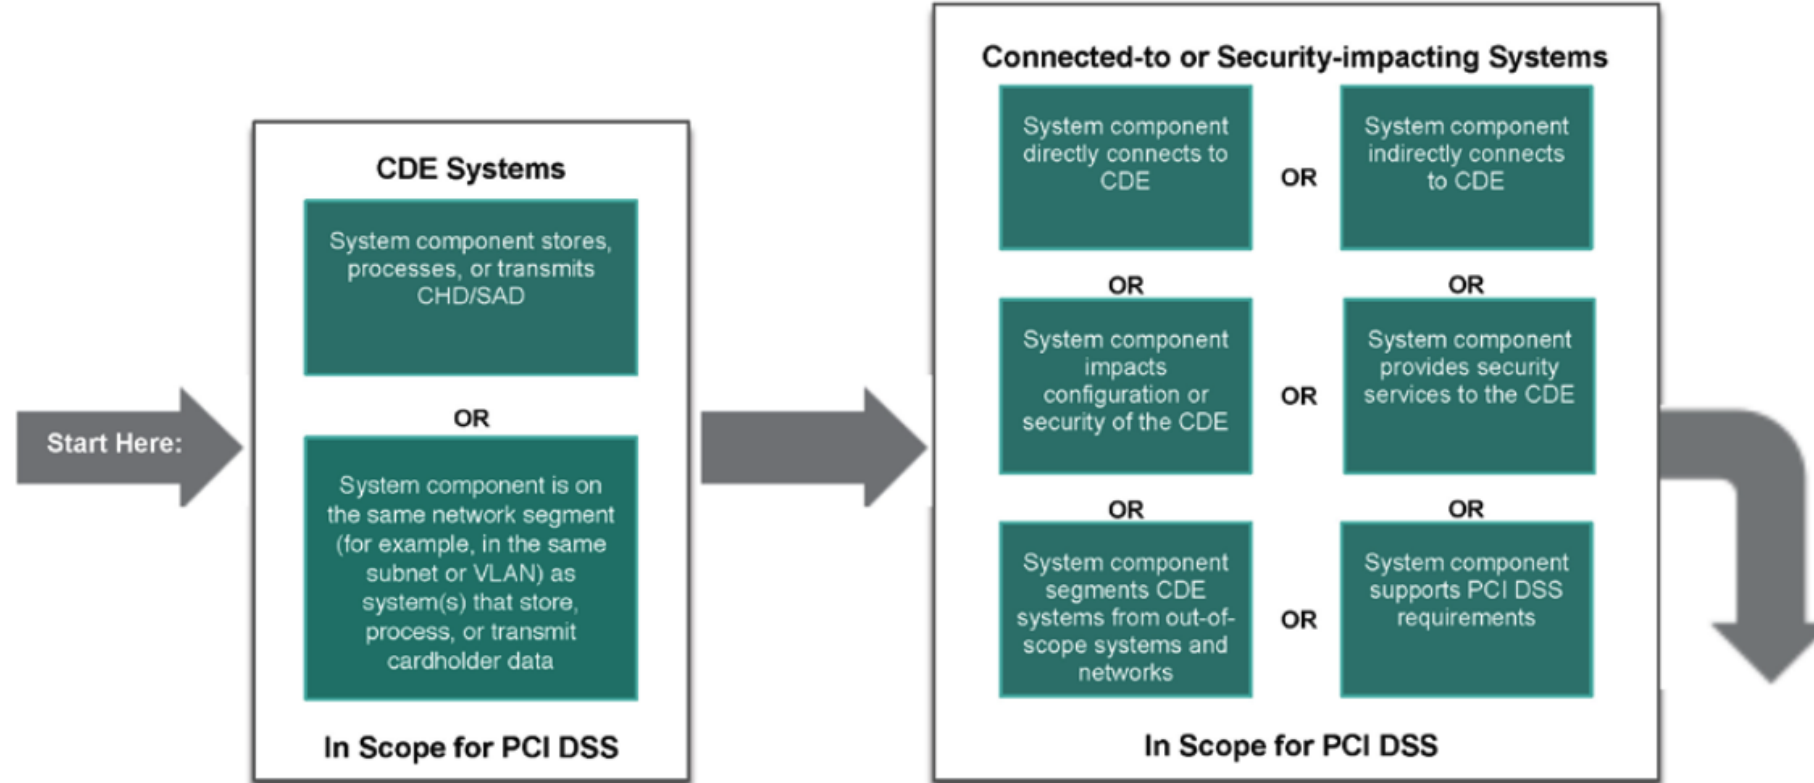 Start Here:
CDE Systems
System component stores,
processes, or transmits
CHD/SAD
OR
System component is on
the same network segment
(for example, in the same
subnet or VLAN) as
system(s) that store,
process, or transmit
cardholder data
In Scope for PCI DSS
Connected-to or Security-impacting Systems
System component
directly connects to
CDE
OR
System component
indirectly connects
to CDE
OR
OR
System component
impacts
configuration or
security of the CDE
OR
System component
provides security
services to the CDE
OR
OR
System component
segments CDE
systems from out-of-
scope systems and
networks
OR
System component
supports PCI DSS
requirements
In Scope for PCI DSS